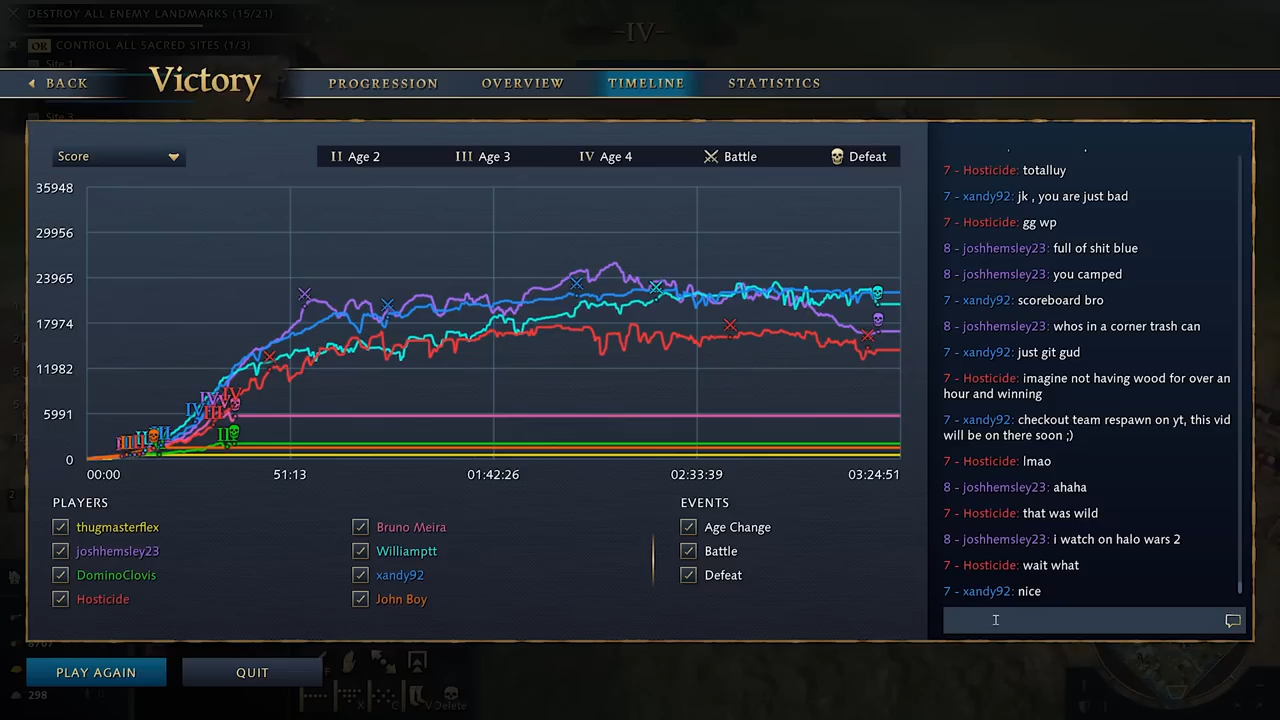 DESTROY ALL ENEMY LANDMARKS (15/21)
OR CONTROL ALL SACRED SITES (1/3)
-IV-
Site 1
BACK
Victory
PROGRESSION
OVERVIEW
TIMELINE
STATISTICS
Site 3
Score
II Age 2
III Age 3
IV Age 4
Battle
Defeat
35948
29956
23965
17974
11982
5991
0
00:00
51:13
01:42:26
02:33:39
03:24:51
PLAYERS
thugmasterflex
joshhemsley23
DominoClovis
Hosticide
Bruno Meira
Williamptt
xandy92
John Boy
EVENTS
Age Change
Battle
Defeat
7 - Hosticide: totalluy
7 - xandy92: jk , you are just bad
7 - Hosticide: gg wp
8 - joshhemsley23: full of shit blue
8 - joshhemsley23: you camped
7 - xandy92: scoreboard bro
8 - joshhemsley23: whos in a corner trash can
7 - xandy92: just git gud
7 - Hosticide: imagine not having wood for over an
hour and winning
7 - xandy92: checkout team respawn on yt, this vid
will be on there soon ;)
7 - Hosticide: lmao
8 - joshhemsley23: ahaha
7 - Hosticide: that was wild
8 - joshhemsley23: i watch on halo wars 2
7 - Hosticide: wait what
7 - xandy92: nice
PLAY AGAIN
QUIT
298
Delete